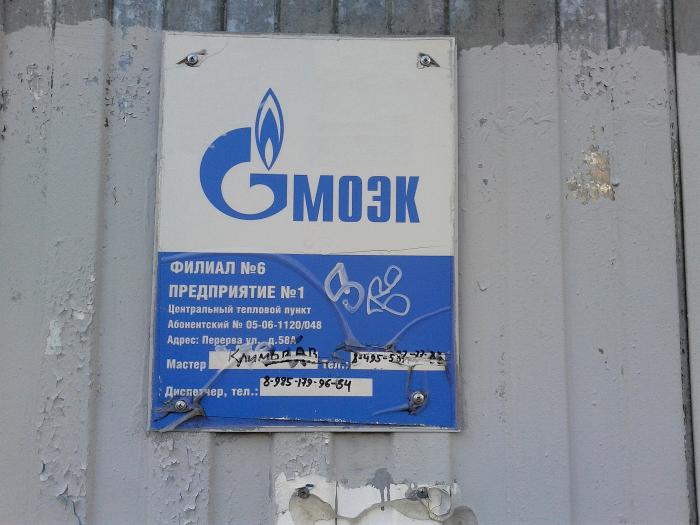 МОЭК
ФИЛИАЛ №6
ПРЕДПРИЯТИЕ №1
Центральный тепловой пункт
Абонентский № 05-06-1120/048
Адрес: Перерва ул., д.58А
Мастер тел.:
Диспетчер, тел.: 8-985-179-96-84